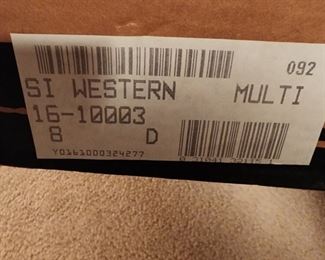 092
SI WESTERN MULTI
16-10003
8 D
Y0161000324277